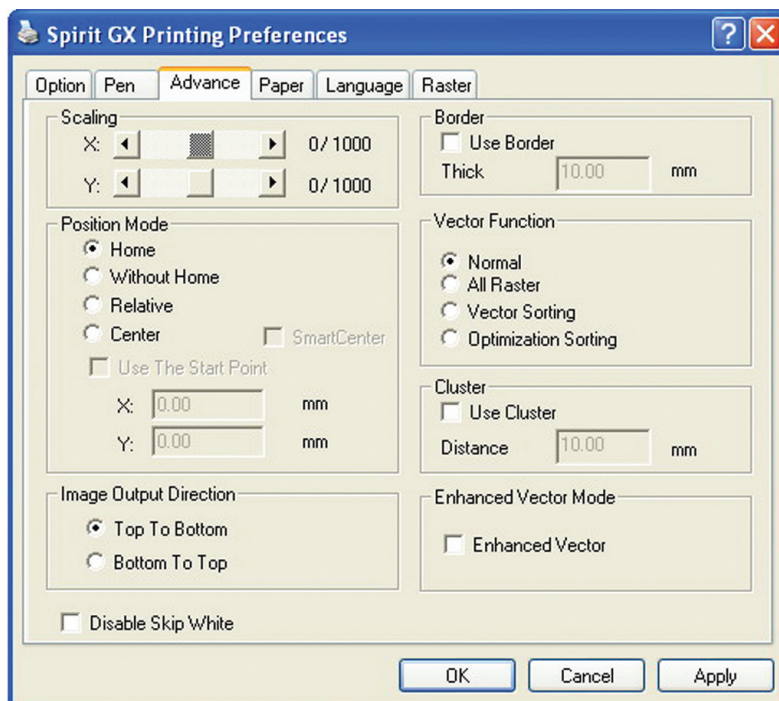 Spirit GX Printing Preferences
Option Pen Advance Paper Language Raster
Scaling
X: 0/ 1000
Y: 0/ 1000
Position Mode
Home
Without Home
Relative
Center SmartCenter
Use The Start Point
X: 0.00 mm
Y: 0.00 mm
Image Output Direction
Top To Bottom
Bottom To Top
Disable Skip White
Border
Use Border
Thick 10.00 mm
Vector Function
Normal
All Raster
Vector Sorting
Optimization Sorting
Cluster
Use Cluster
Distance 10.00 mm
Enhanced Vector Mode
Enhanced Vector
OK Cancel Apply